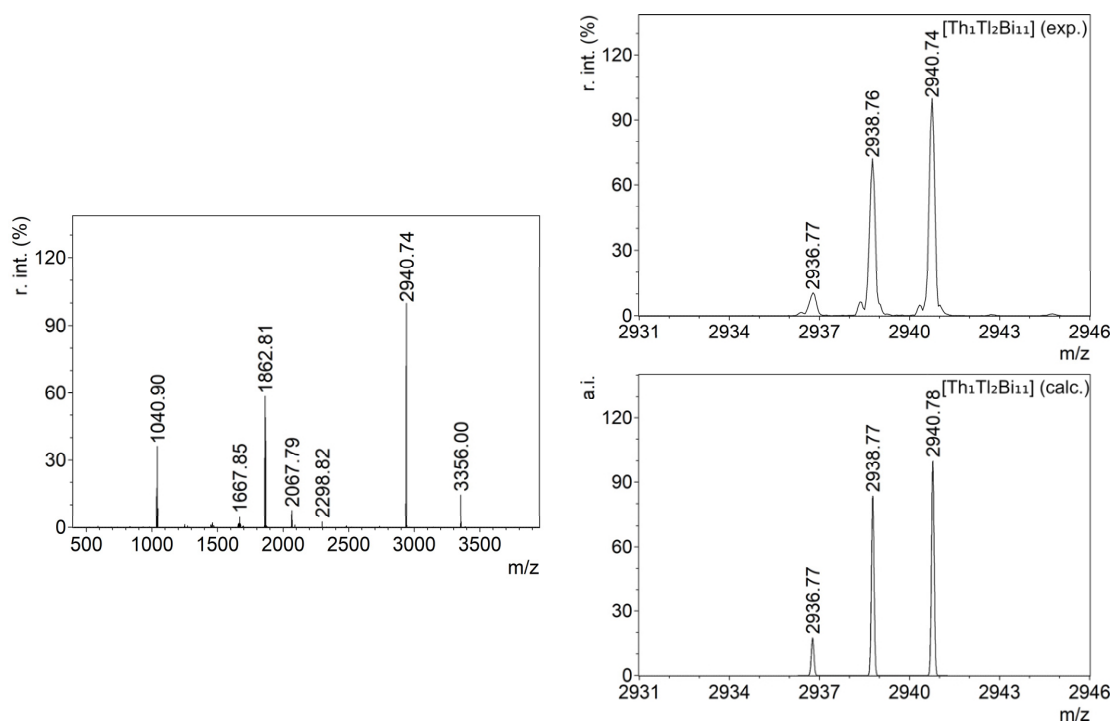 r. int. (%)
120
90
60
30
0
1040.90
1667.85
1862.81
2067.79
2298.82
2940.74
3356.00
500 1000 1500 2000 2500 3000 3500
m/z
[Th₁Tl₂Bi₁₁] (exp.)
r. int. (%)
120
90
60
30
0
2936.77
2938.76
2940.74
2931 2934 2937 2940 2943 2946
m/z
[Th₁Tl₂Bi₁₁] (calc.)
a.i.
120
90
60
30
0
2936.77
2938.77
2940.78
2931 2934 2937 2940 2943 2946
m/z